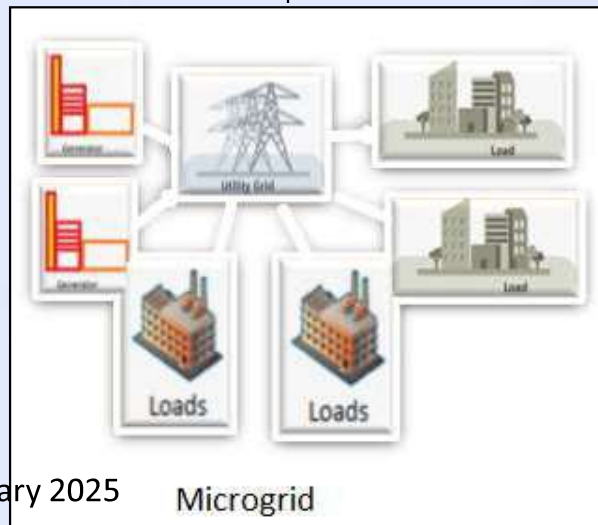 Generator
Utility Grid
Load
Generator
Load
Loads
Loads
ary 2025
Microgrid